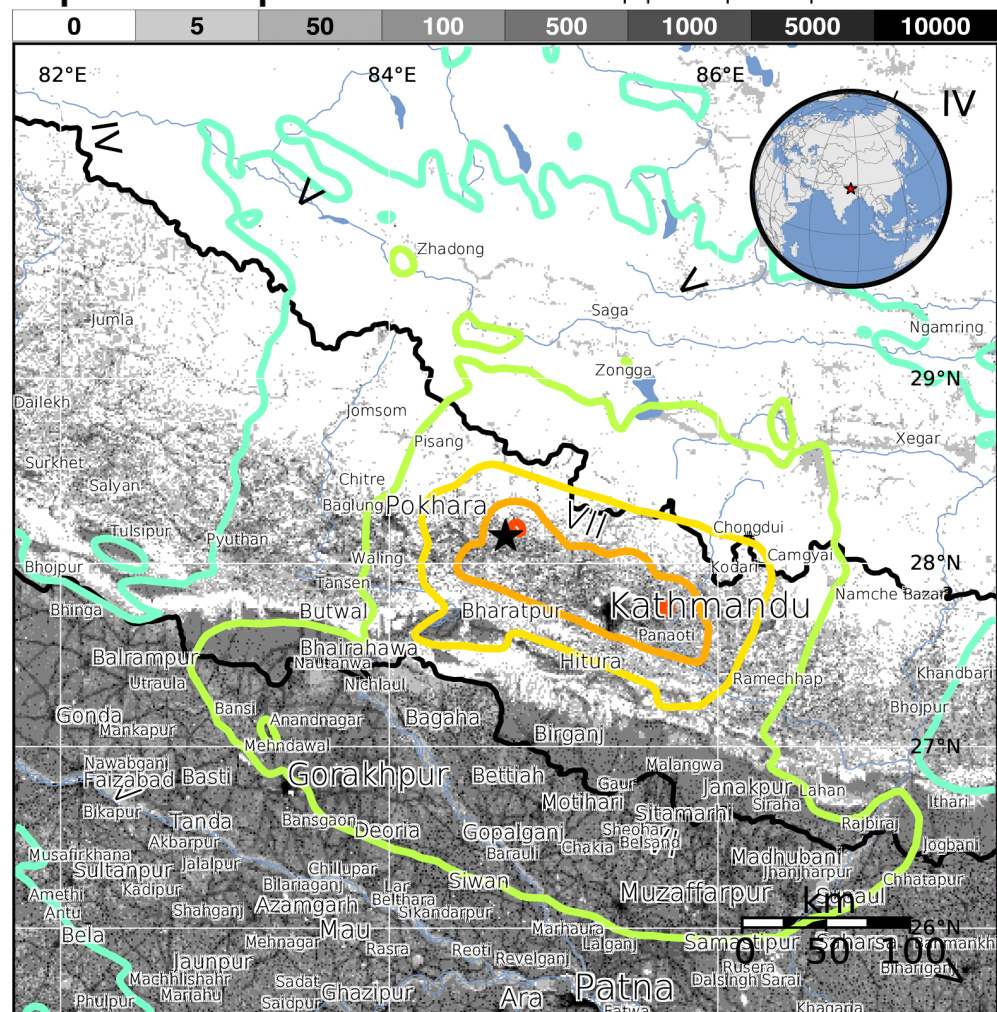 0 5 50 100 500 1000 5000 10000
82°E 84°E 86°E
IV
IV
V
Zhadong
V
Saga
Jumla
Ngamring
Zongga
29°N
Dailekh
Jomsom
Pisang
Xegar
Surkhet
Chitre
Salyan
Baglung
Pokhara
VII
Chongdui
Tulsipur
Pyuthan
Waling
Camgyai
28°N
Bhojpur
Kodari
Tansen
Namche Bazar
Bhinga
Butwal
Bharatpur
Kathmandu
Panaoti
Bhairahawa
Balrampur
Nautanwa
Hitura
Khandbari
Utraula
Nichlaul
Ramechhap
Bansi
Bhojpur
Gonda
Anandnagar
Bagaha
Mankapur
Birganj
Mehndawal
27°N
Nawabganj
Malangwa
Faizabad
Basti
Gorakhpur
Bettiah
Gaur
Janakpur
Lahan
Motihari
Siraha
Ithari
Bikapur
Sitamarhi
Tanda
Bansgaon
Deoria
Gopalganj
Sheohar
Rajbiraj
Akbarpur
Chakia
Belsand
VI
Jogbani
Musafirkhana
Jalalpur
Barauli
Madhubani
Sultanpur
Chillupar
Jhanjharpur
Kadipur
Bilariaganj
Lar
Siwan
Chhatapur
Amethi
Belthara
Muzaffarpur
Supaul
Antu
Shahganj
Azamgarh
Sikandarpur
km
Bela
Mau
Marhaura
26°N
Mehnagar
Rasra
Reoti
Lalganj
Samastipur
Saharsa
0 50 100
Jaunpur
Revelganj
Rusera
Bihariganj
Machhlishahr
Sadat
Dalsingh Sarai
Mariahu
Ghazipur
Patna
Phulpur
Saidpur
Ara
Fatwa
Khagaria